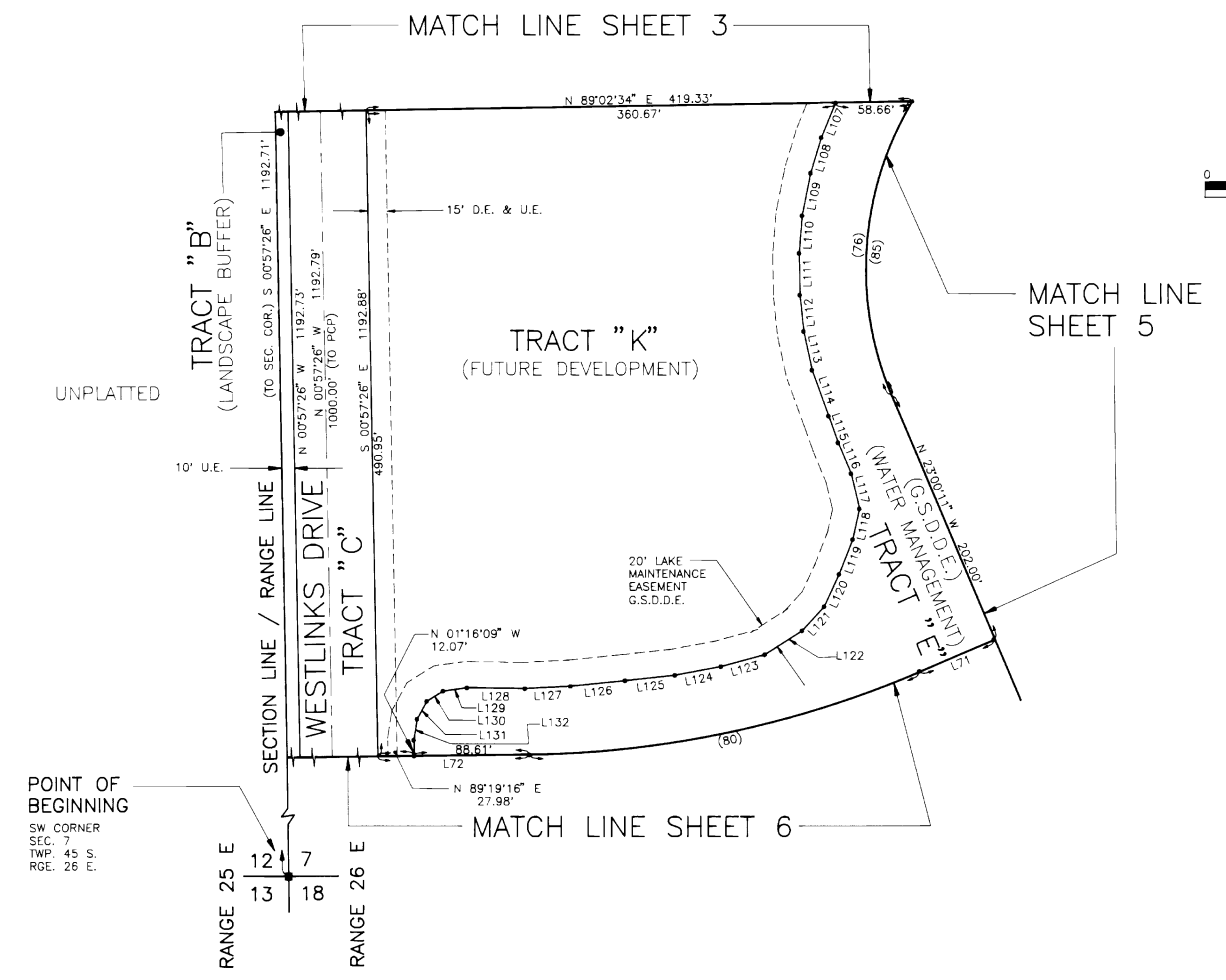 MATCH LINE SHEET 3
N 89°02'34" E 419.33'
360.67'
58.66'
0
L107
L108
L109
L110
L111
L112
L113
L114
L115
L116
L117
L118
L119
L120
L121
L122
L123
L124
L125
L126
L127
L128
L129
L130
L131
L132
(76)
(85)
MATCH LINE
SHEET 5
N 23°00'11" W 202.00'
(G.S.D.D.E.)
(WATER MANAGEMENT)
TRACT "E"
L71
(80)
TRACT "K"
(FUTURE DEVELOPMENT)
15' D.E. & U.E.
TRACT "B"
(LANDSCAPE BUFFER)
(TO SEC. COR.) S 00°57'26" E 1192.71'
N 00°57'26" W 1192.73'
N 00°57'26" W 1192.79'
1000.00' (TO PCP)
S 00°57'26" E 1192.88'
490.95'
UNPLATTED
10' U.E.
SECTION LINE / RANGE LINE
WESTLINKS DRIVE
TRACT "C"
20' LAKE
MAINTENANCE
EASEMENT
G.S.D.D.E.
N 01°16'09" W
12.07'
88.61'
L72
N 89°19'16" E
27.98'
MATCH LINE SHEET 6
POINT OF
BEGINNING
SW CORNER
SEC. 7
TWP. 45 S.
RGE. 26 E.
RANGE 25 E
12 7
13 18
RANGE 26 E